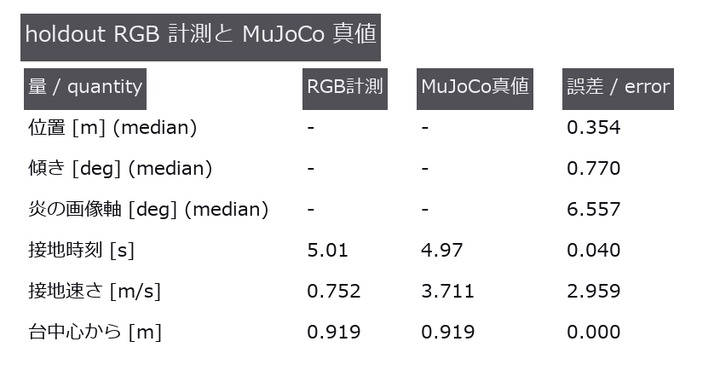 holdout RGB 計測と MuJoCo 真値
量 / quantity RGB計測 MuJoCo真値 誤差 / error
位置 [m] (median) - - 0.354
傾き [deg] (median) - - 0.770
炎の画像軸 [deg] (median) - - 6.557
接地時刻 [s] 5.01 4.97 0.040
接地速さ [m/s] 0.752 3.711 2.959
台中心から [m] 0.919 0.919 0.000